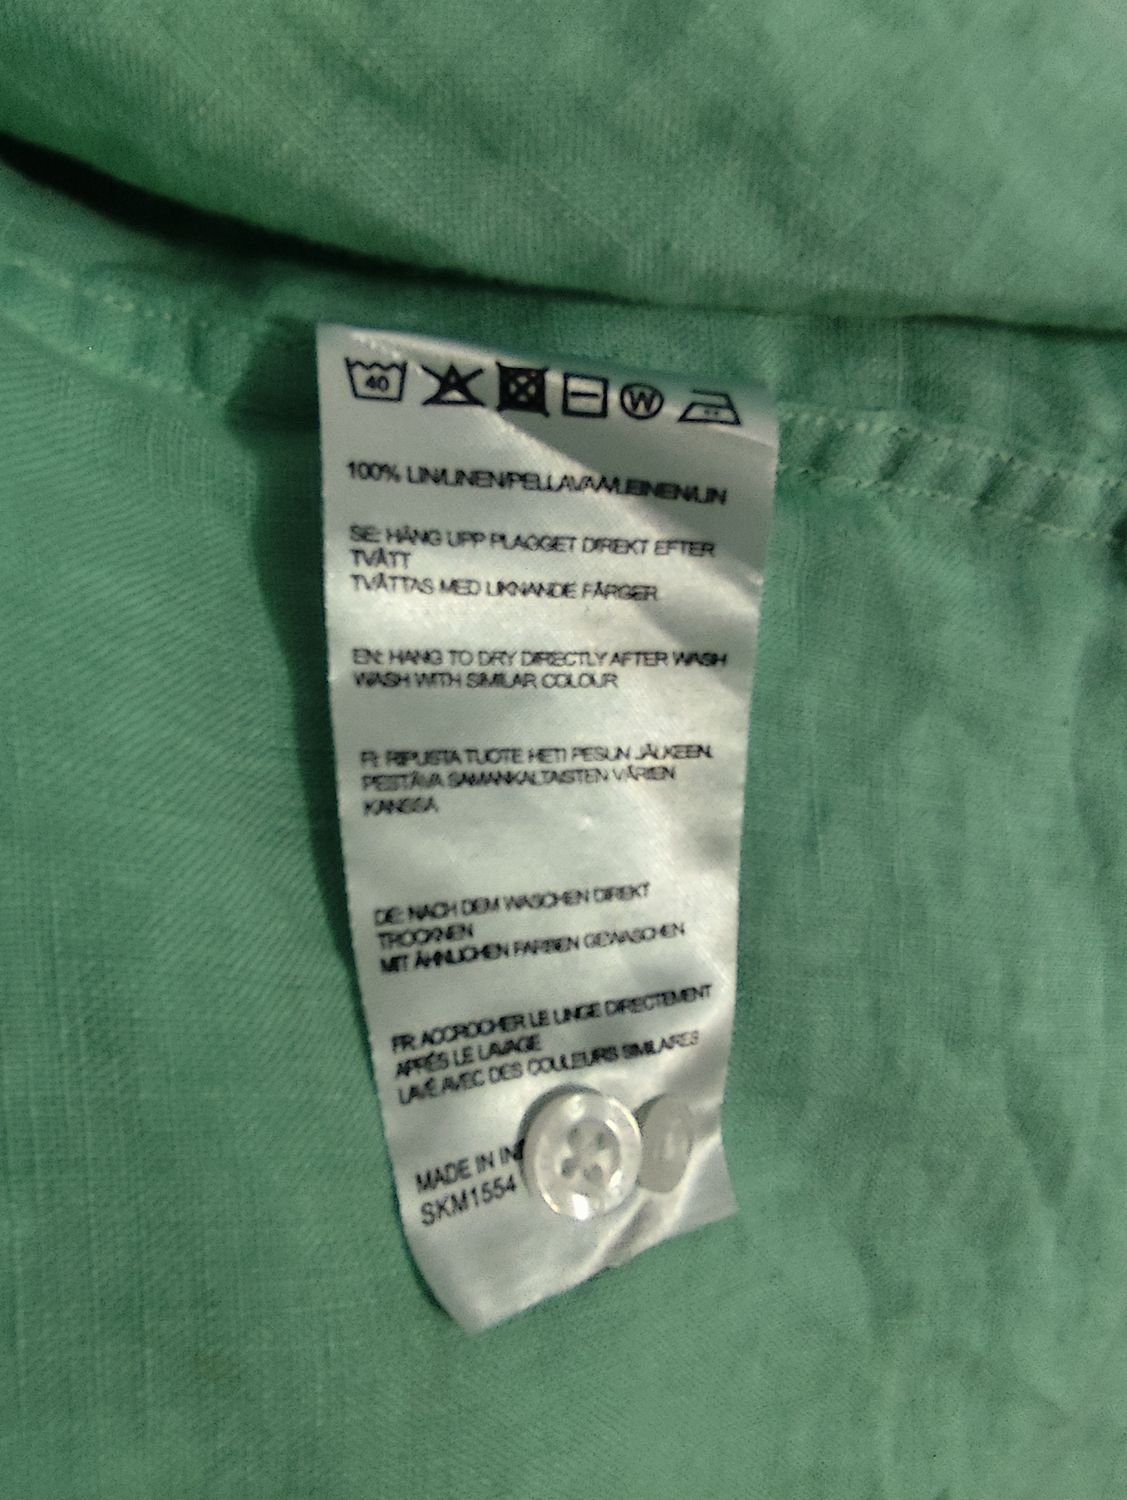 40 A W
100% LIN/LINEN/PELLAVAA/LEINEN/LIN
SE: HÄNG UPP PLAGGET DIREKT EFTER
TVÄTT
TVÄTTAS MED LIKNANDE FÄRGER
EN: HANG TO DRY DIRECTLY AFTER WASH
WASH WITH SIMILAR COLOUR
FI: RIPUSTA TUOTE HETI PESUN JÄLKEEN.
PESTÄVÄ SAMANKALTAISTEN VÄRIEN
KANSSA
DE: NACH DEM WASCHEN DIREKT
TROCKNEN
MIT ÄHNLICHEN FARBEN GEWASCHEN
FR: ACCROCHER LE LINGE DIRECTEMENT
APRÉS LE LAVAGE
LAVÉ AVEC DES COULEURS SIMILARES
MADE IN
SKM1554